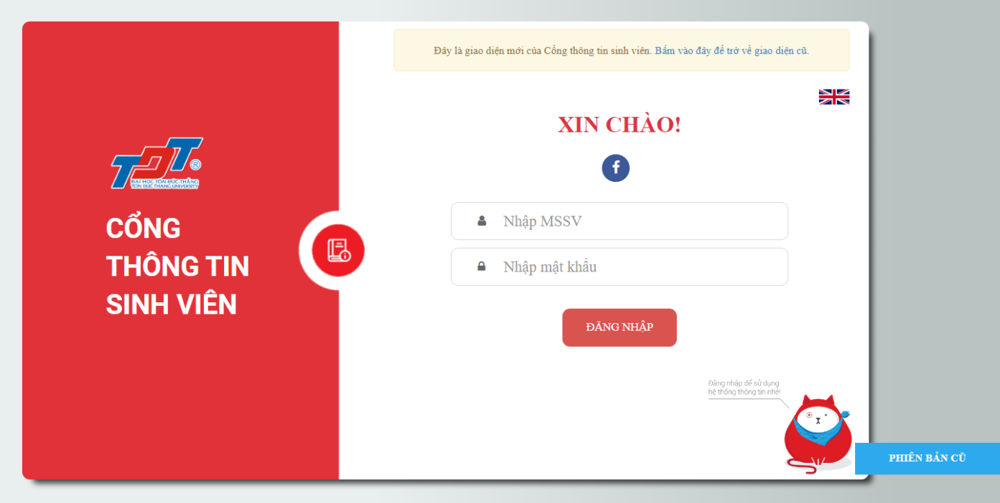 Đây là giao diện mới của Cổng thông tin sinh viên. Bấm vào đây để trở về giao diện cũ.
XIN CHÀO!
TDT®
ĐẠI HỌC TÔN ĐỨC THẮNG
TON DUC THANG UNIVERSITY
CỔNG
THÔNG TIN
SINH VIÊN
Nhập MSSV
Nhập mật khẩu
ĐĂNG NHẬP
Đăng nhập để sử dụng
hệ thống thông tin nhé!
PHIÊN BẢN CŨ